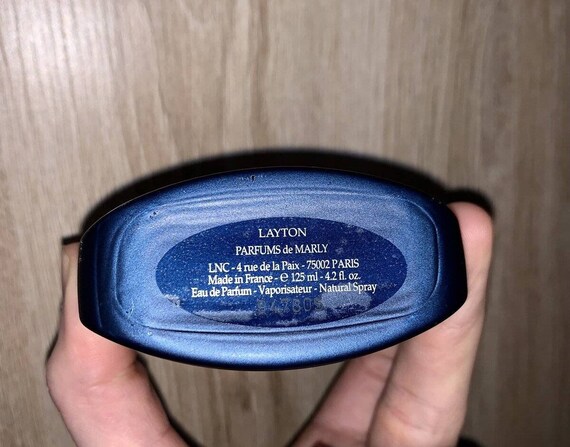 LAYTON
PARFUMS de MARLY
LNC - 4 rue de la Paix - 75002 PARIS
Made in France - ℮ 125 ml - 4.2 fl. oz.
Eau de Parfum - Vaporisateur - Natural Spray